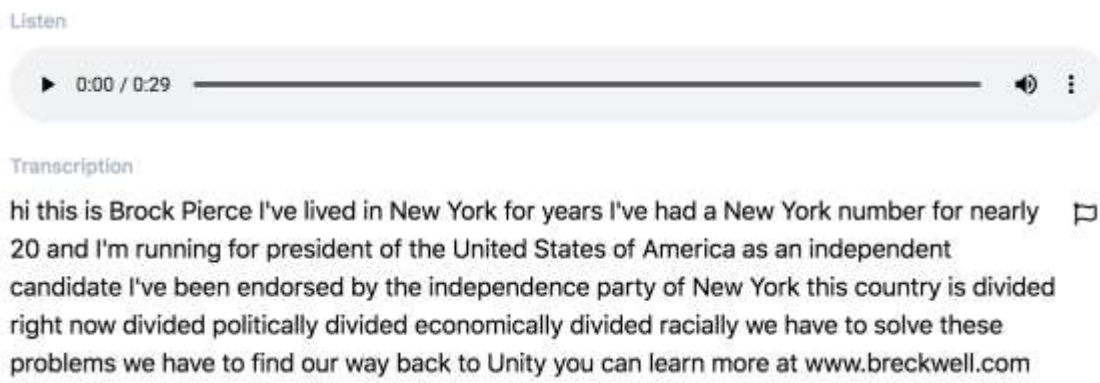 Listen
0:00 / 0:29
Transcription
hi this is Brock Pierce I've lived in New York for years I've had a New York number for nearly
20 and I'm running for president of the United States of America as an independent
candidate I've been endorsed by the independence party of New York this country is divided
right now divided politically divided economically divided racially we have to solve these
problems we have to find our way back to Unity you can learn more at www.breckwell.com